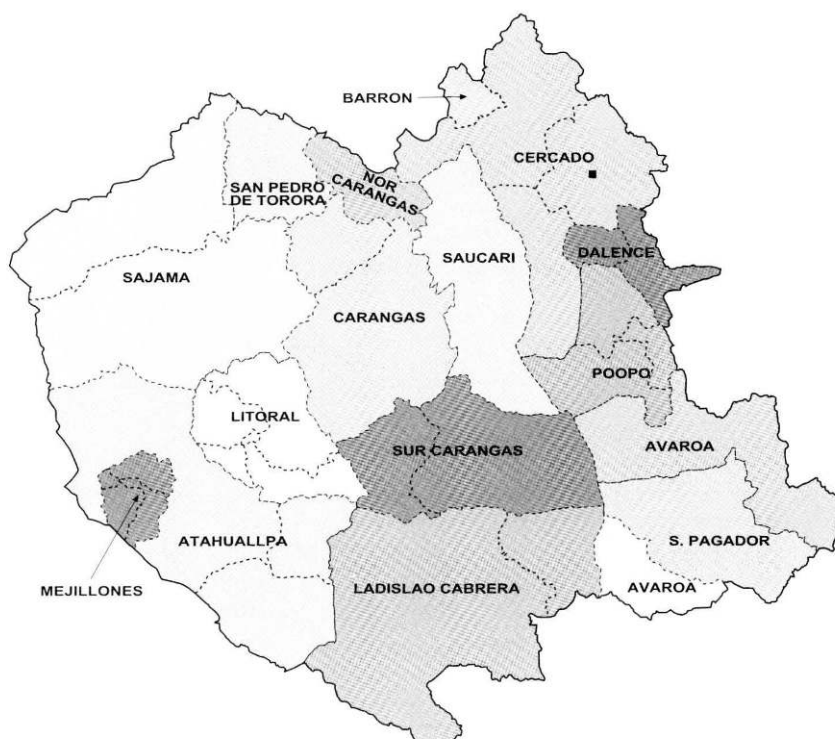 BARRON
CERCADO
NOR
CARANGAS
SAN PEDRO
DE TORORA
DALENCE
SAUCARI
SAJAMA
CARANGAS
POOPO
LITORAL
AVAROA
SUR CARANGAS
S. PAGADOR
ATAHUALLPA
LADISLAO CABRERA
AVAROA
MEJILLONES